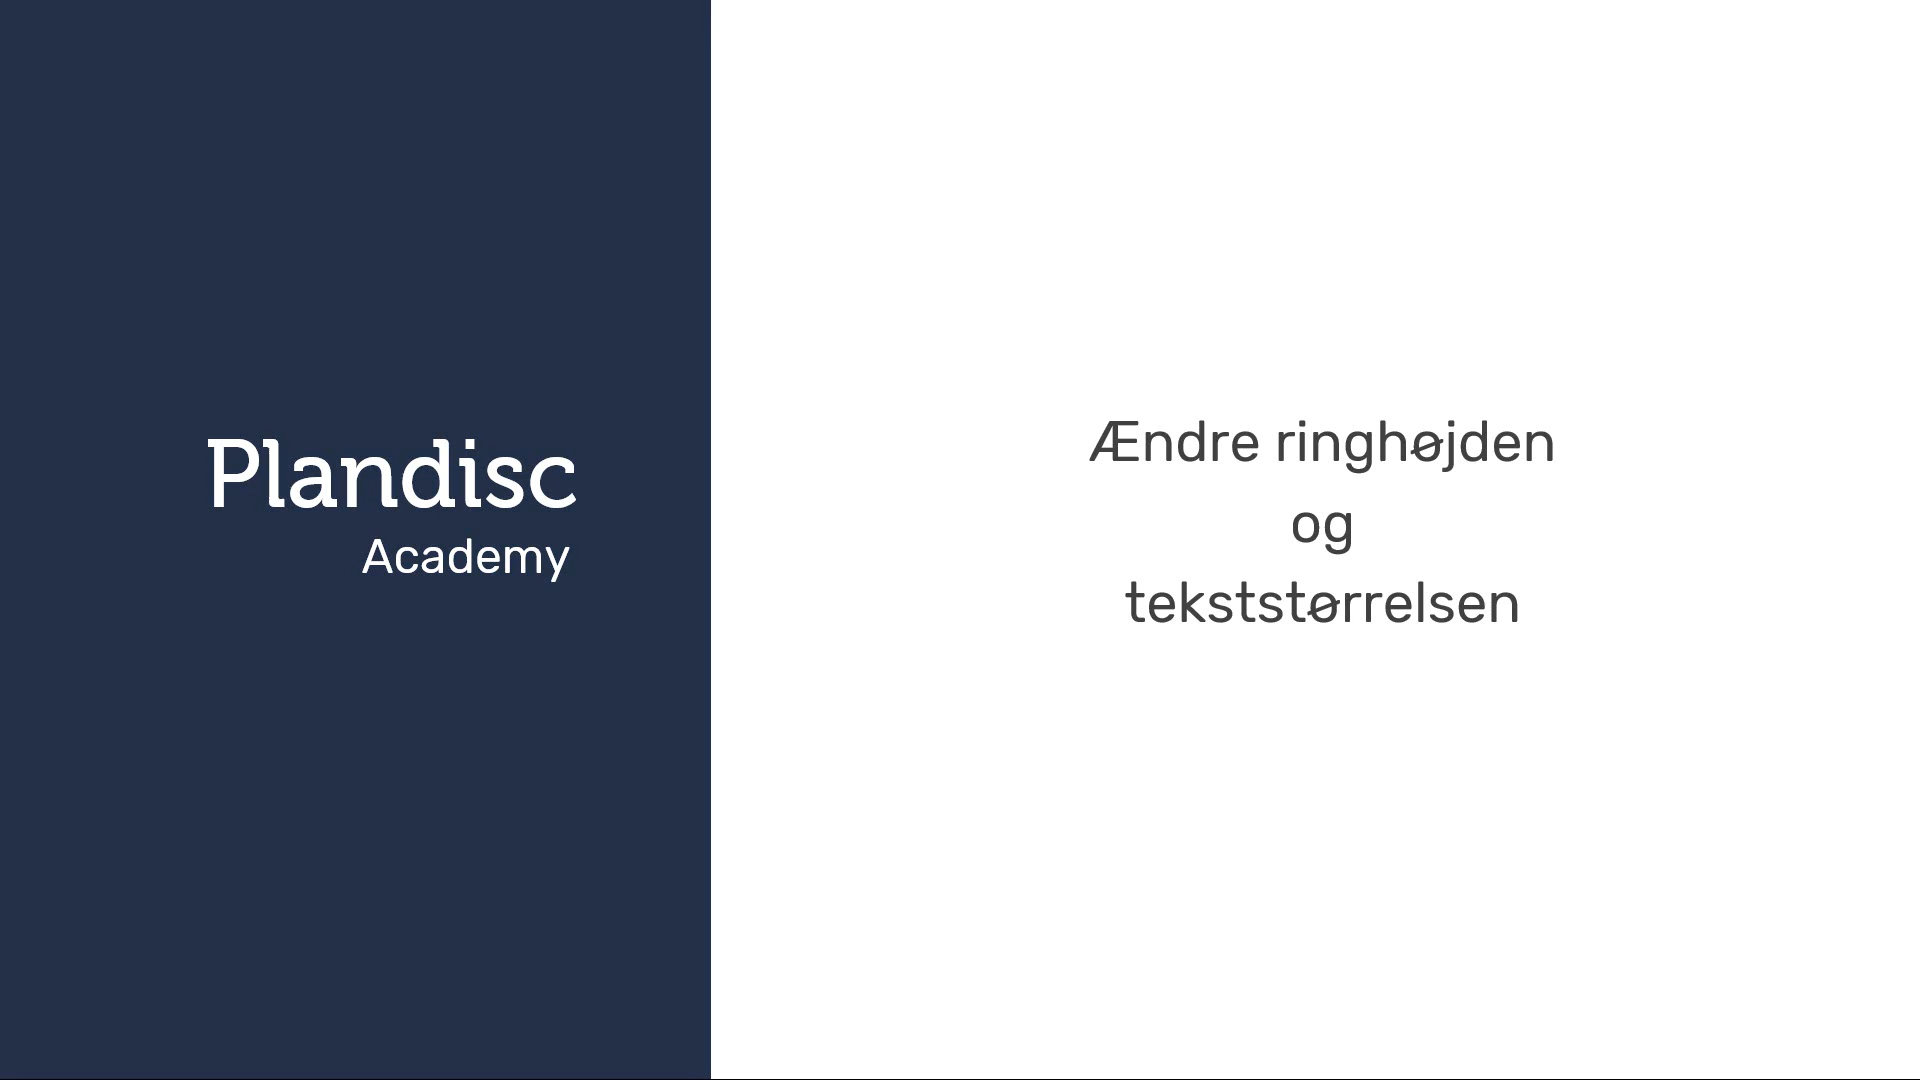 Plandisc
Academy
Ændre ringhøjden
og
tekststørrelsen